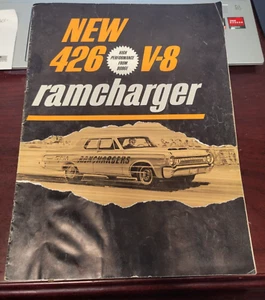 NEW
426 V-8
HIGH
PERFORMANCE
FROM
DODGE
ramcharger
RAMCHARGERS